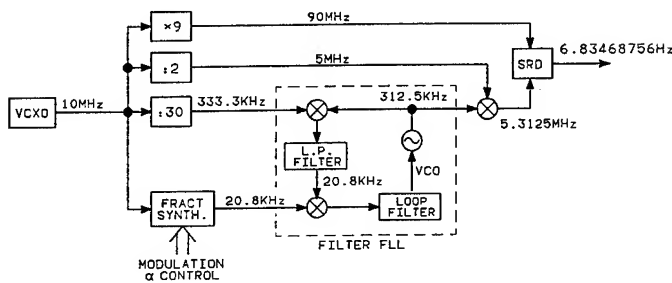 ×9
90MHz
:2
5MHz
SRD
6.83468756Hz
VCXO
10MHz
:30
333.3KHz
312.5KHz
5.3125MHz
L.P.
FILTER
20.8KHz
VCO
FRACT
SYNTH.
20.8KHz
LOOP
FILTER
FILTER FLL
MODULATION
α CONTROL